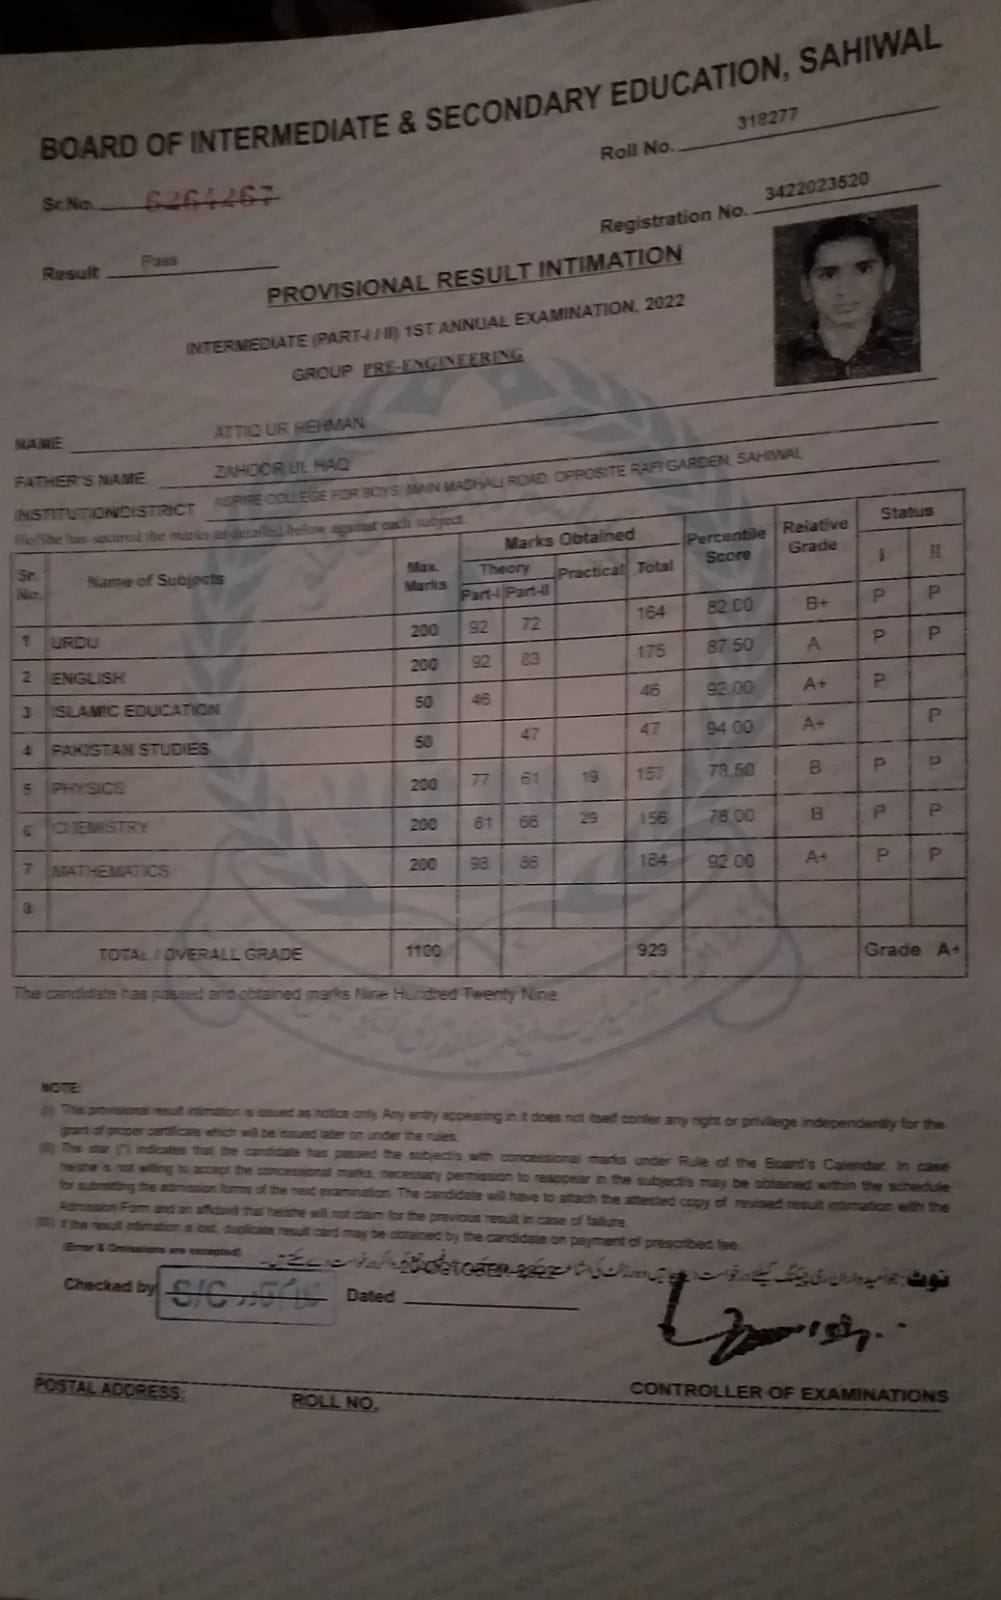 BOARD OF INTERMEDIATE & SECONDARY EDUCATION, SAHIWAL
Roll No. 318277
Sr.No. 6264267
Registration No. 3422023520
Result Pass
PROVISIONAL RESULT INTIMATION
INTERMEDIATE (PART-I / II) 1ST ANNUAL EXAMINATION, 2022
GROUP PRE-ENGINEERING
NAME ATTIQ UR REHMAN
FATHER'S NAME ZAHOOR UL HAQ
INSTITUTION/DISTRICT ASPIRE COLLEGE FOR BOYS, MAIN MADHALI ROAD, OPPOSITE RAFI GARDEN, SAHIWAL
He/She has secured the marks as detailed below against each subject.
Sr. No. Name of Subjects Max. Marks Marks Obtained Percentile Score Relative Grade Status
Theory Practical Total I II
Part-I Part-II
1 URDU 200 92 72 164 82.00 B+ P P
2 ENGLISH 200 92 83 175 87.50 A P P
3 ISLAMIC EDUCATION 50 46 46 92.00 A+ P
4 PAKISTAN STUDIES 50 47 47 94.00 A+ P
5 PHYSICS 200 77 61 19 157 78.50 B P P
6 CHEMISTRY 200 61 66 29 156 78.00 B P P
7 MATHEMATICS 200 98 86 184 92.00 A+ P P
8
TOTAL / OVERALL GRADE 1100 929 Grade A+
The candidate has passed and obtained marks Nine Hundred Twenty Nine
NOTE:
(I) This provisional result intimation is issued as notice only. Any entry appearing in it does not itself confer any right or privilege independently for the
grant of proper certificate which will be issued later on under the rules.
(II) The star (*) indicates that the candidate has passed the subject/s with concessional marks under Rule of the Board's Calendar. In case
he/she is not willing to accept the concessional marks, necessary permission to reappear in the subject/s may be obtained within the schedule
for submitting the admission forms of the next examination. The candidate will have to attach the attested copy of revised result intimation with the
Admission Form and an affidavit that he/she will not claim for the previous result in case of failure.
(III) If the result intimation is lost, duplicate result card may be obtained by the candidate on payment of prescribed fee.
(Error & Omissions are excepted)
نوٹ:
Checked by S/C Dated 20 OCTOBER 2022
CONTROLLER OF EXAMINATIONS
POSTAL ADDRESS: ROLL NO.